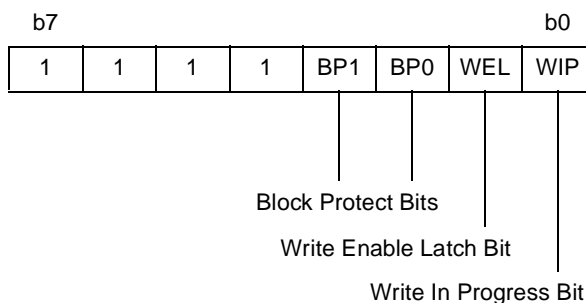 b7 b0
1 1 1 1 BP1 BP0 WEL WIP
Block Protect Bits
Write Enable Latch Bit
Write In Progress Bit